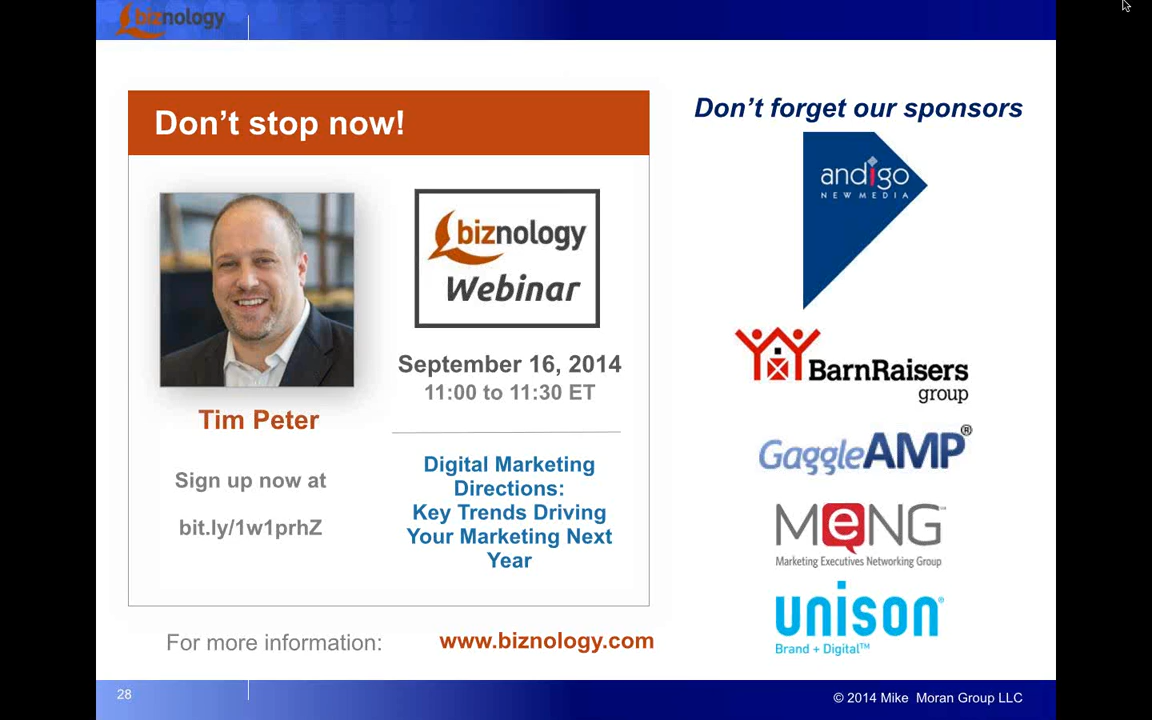 biznology
Don't stop now!
Don't forget our sponsors
andigo
NEW MEDIA
biznology
Webinar
September 16, 2014
11:00 to 11:30 ET
Tim Peter
Sign up now at
bit.ly/1w1prhZ
Digital Marketing
Directions:
Key Trends Driving
Your Marketing Next
Year
BarnRaisers
group
GaggleAMP®
MeNG™
Marketing Executives Networking Group
unison®
Brand + Digital™
For more information:
www.biznology.com
28
© 2014 Mike Moran Group LLC